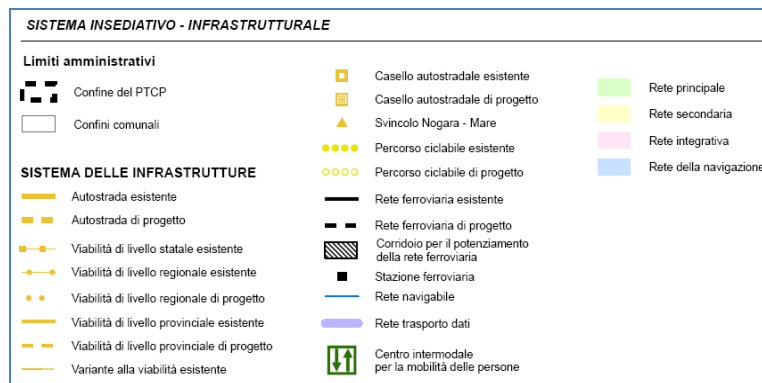 SISTEMA INSEDIATIVO - INFRASTRUTTURALE
Limiti amministrativi
Confine del PTCP
Confini comunali
SISTEMA DELLE INFRASTRUTTURE
Autostrada esistente
Autostrada di progetto
Viabilità di livello statale esistente
Viabilità di livello regionale esistente
Viabilità di livello regionale di progetto
Viabilità di livello provinciale esistente
Viabilità di livello provinciale di progetto
Variante alla viabilità esistente
Casello autostradale esistente
Casello autostradale di progetto
Svincolo Nogara - Mare
Percorso ciclabile esistente
Percorso ciclabile di progetto
Rete ferroviaria esistente
Rete ferroviaria di progetto
Corridoio per il potenziamento
della rete ferroviaria
Stazione ferroviaria
Rete navigabile
Rete trasporto dati
Centro intermodale
per la mobilità delle persone
Rete principale
Rete secondaria
Rete integrativa
Rete della navigazione